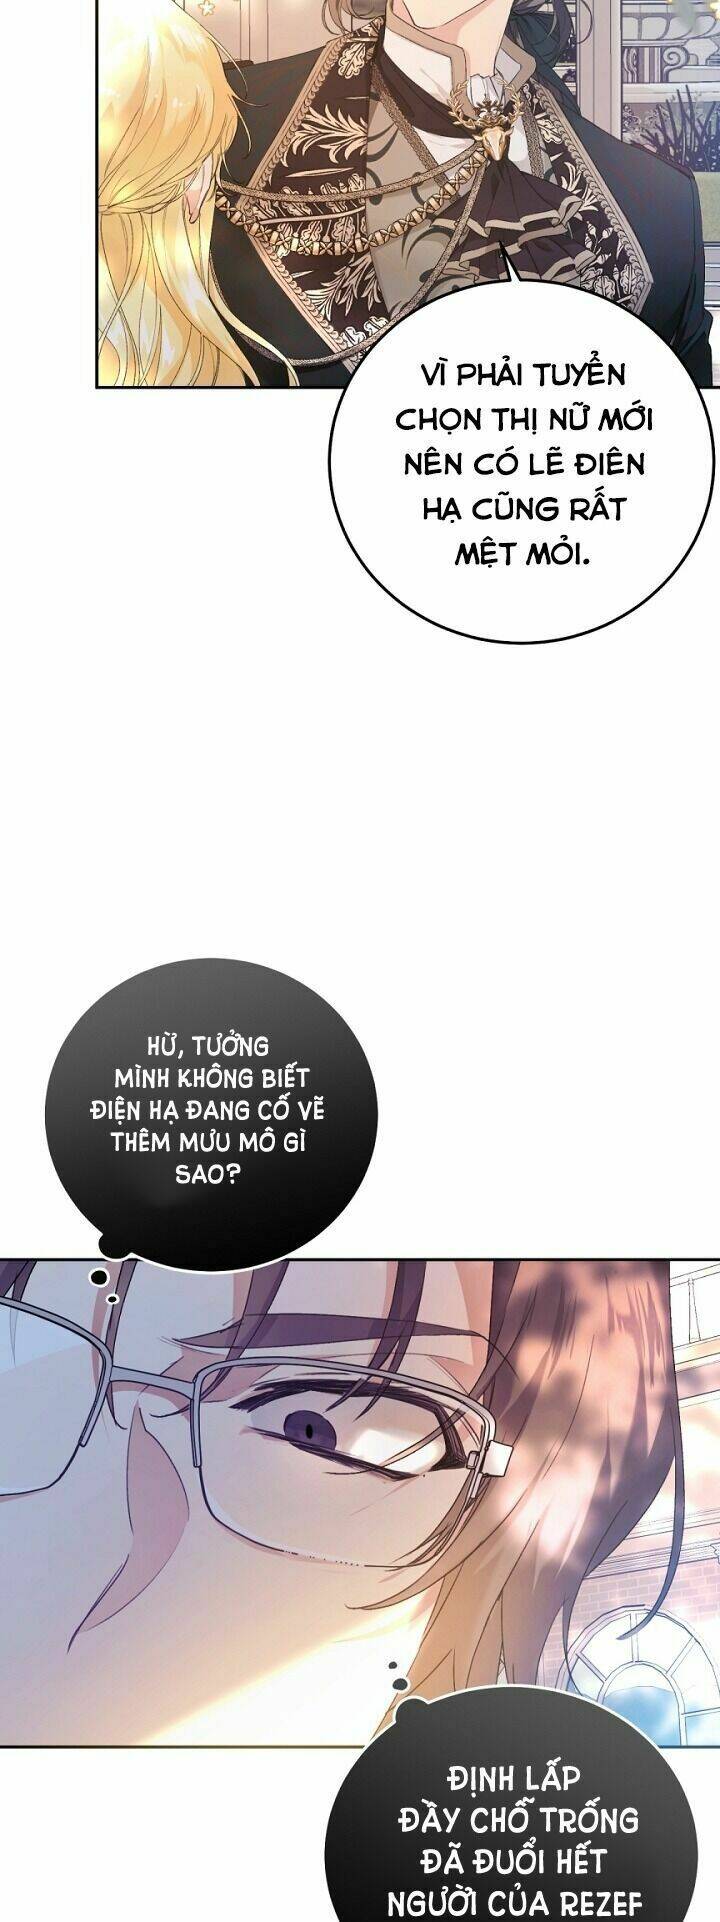 VÌ PHẢI TUYỂN
CHỌN THỊ NỮ MỚI
NÊN CÓ LẼ ĐIÊN
HẠ CŨNG RẤT
MỆT MỎI.
HỪ, TƯỞNG
MÌNH KHÔNG BIẾT
ĐIỆN HẠ ĐANG CỐ VẼ
THÊM MƯU MÔ GÌ
SAO?
ĐỊNH LẤP
ĐẦY CHỖ TRỐNG
ĐÃ ĐUỔI HẾT
NGƯỜI CỦA REZEF